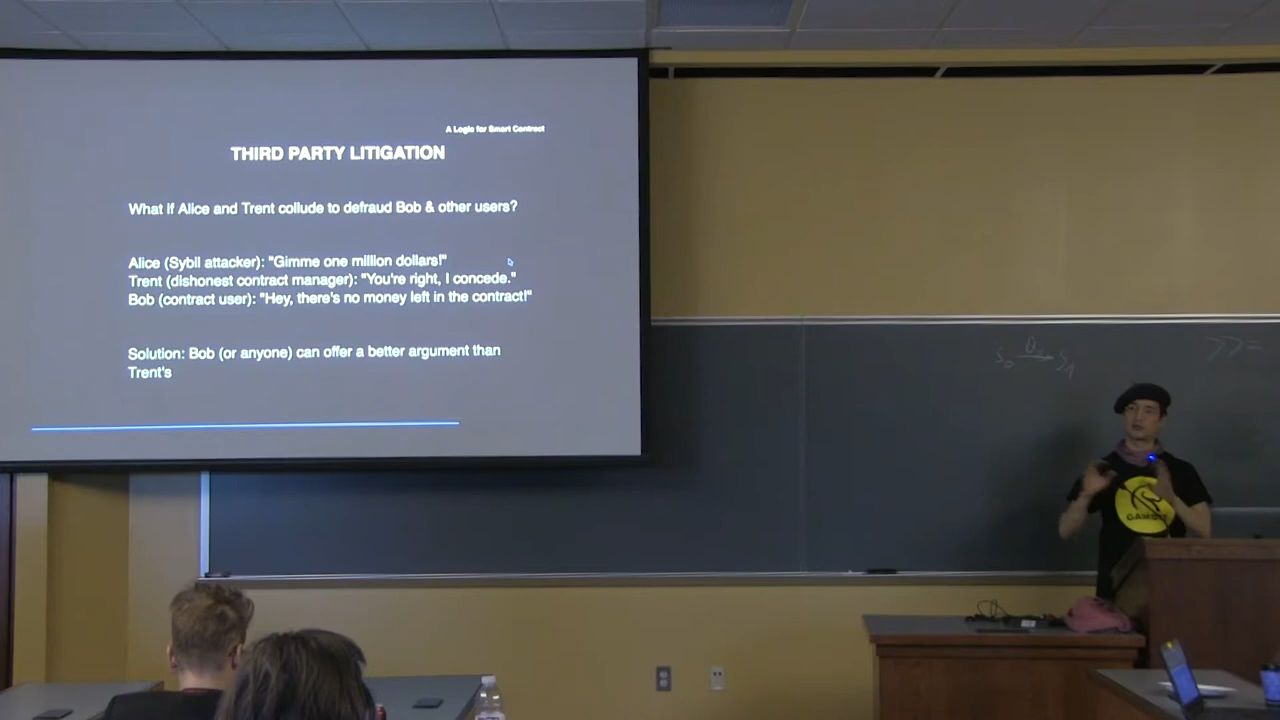 A Logic for Smart Contract
THIRD PARTY LITIGATION
What if Alice and Trent collude to defraud Bob & other users?
Alice (Sybil attacker): "Gimme one million dollars!"
Trent (dishonest contract manager): "You're right, I concede."
Bob (contract user): "Hey, there's no money left in the contract!"
Solution: Bob (or anyone) can offer a better argument than
Trent's
>>=